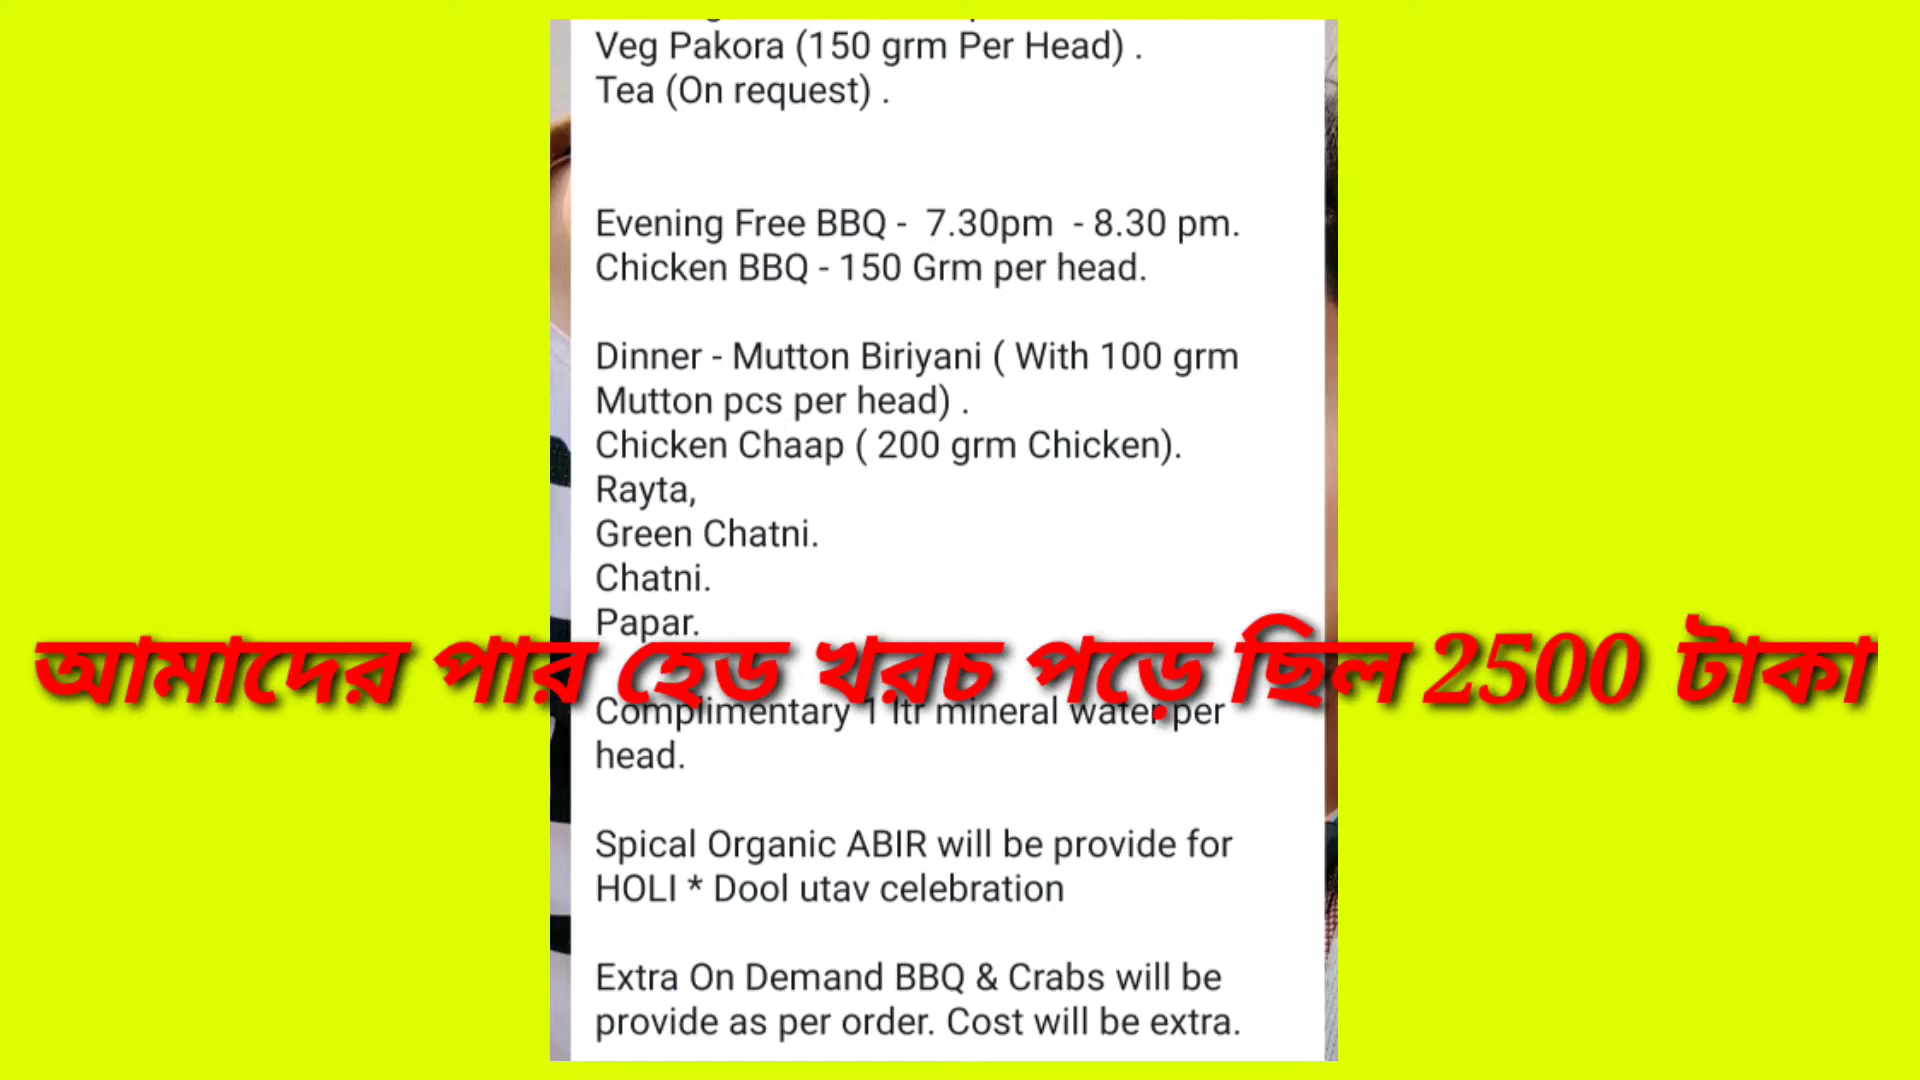 Veg Pakora (150 grm Per Head) .
Tea (On request) .
Evening Free BBQ - 7.30pm - 8.30 pm.
Chicken BBQ - 150 Grm per head.
Dinner - Mutton Biriyani ( With 100 grm
Mutton pcs per head) .
Chicken Chaap ( 200 grm Chicken).
Rayta,
Green Chatni.
Chatni.
Papar.
আমাদের পার হেড খরচ পড়ে ছিল 2500 টাকা
Complimentary 1 ltr mineral water per
head.
Spical Organic ABIR will be provide for
HOLI * Dool utav celebration
Extra On Demand BBQ & Crabs will be
provide as per order. Cost will be extra.